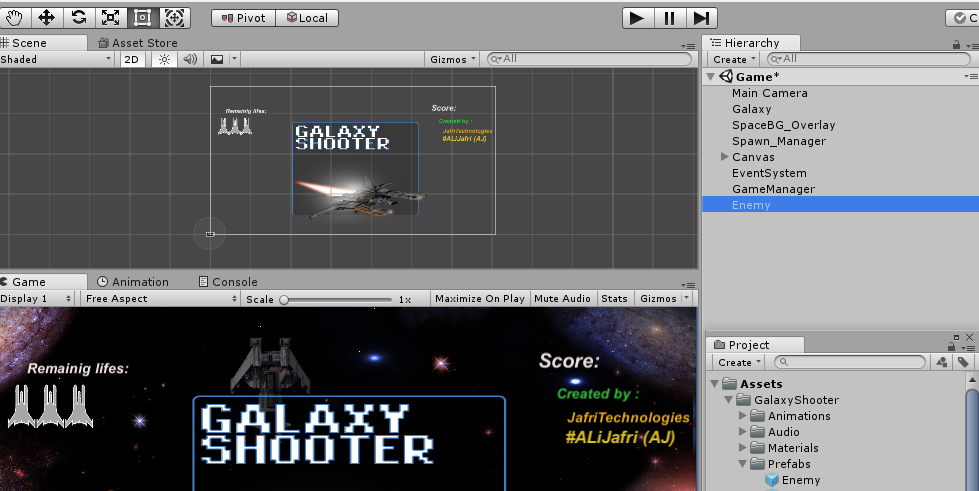 Pivot Local C
Scene Asset Store
Shaded 2D Gizmos All
Remainig lifes:
Score:
Created by :
JafriTechnologies
#ALiJafri (AJ)
GALAXY
SHOOTER
Hierarchy
Create All
Game*
Main Camera
Galaxy
SpaceBG_Overlay
Spawn_Manager
Canvas
EventSystem
GameManager
Enemy
Game Animation Console
Display 1 Free Aspect Scale 1x Maximize On Play Mute Audio Stats Gizmos
Remainig lifes:
Score:
Created by :
JafriTechnologies
#ALiJafri (AJ)
GALAXY
SHOOTER
Project
Create
Assets
GalaxyShooter
Animations
Audio
Materials
Prefabs
Enemy